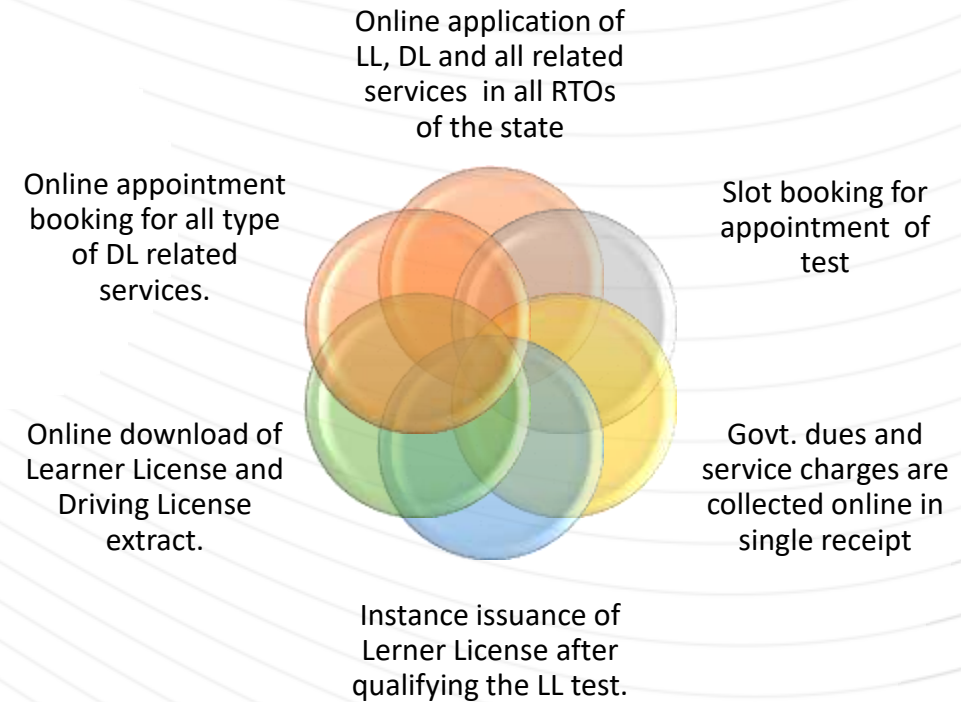 Online application of
LL, DL and all related
services in all RTOs
of the state
Slot booking for
appointment of
test
Govt. dues and
service charges are
collected online in
single receipt
Instance issuance of
Lerner License after
qualifying the LL test.
Online download of
Learner License and
Driving License
extract.
Online appointment
booking for all type
of DL related
services.